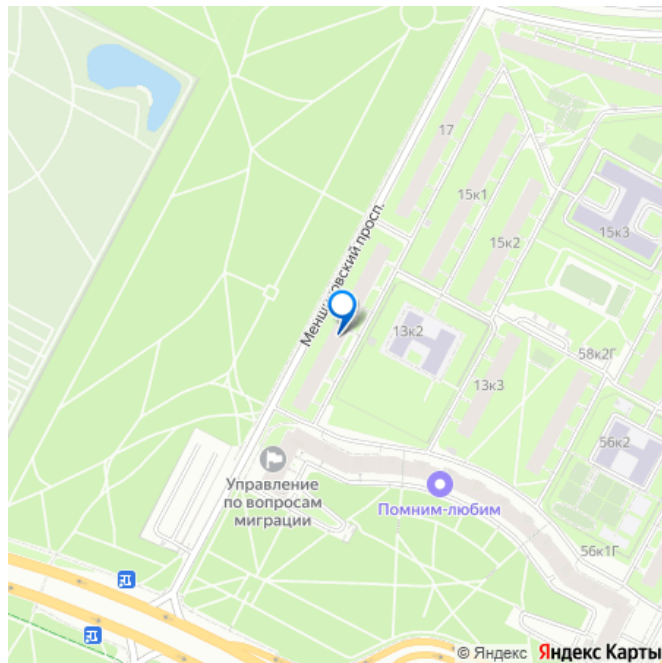 17
15к1
15к2
15к3
Меншиковский просп.
13к2
58к2Г
13к3
56к2
Управление
по вопросам
миграции
Помним-любим
56к1Г
© Яндекс Яндекс Карты